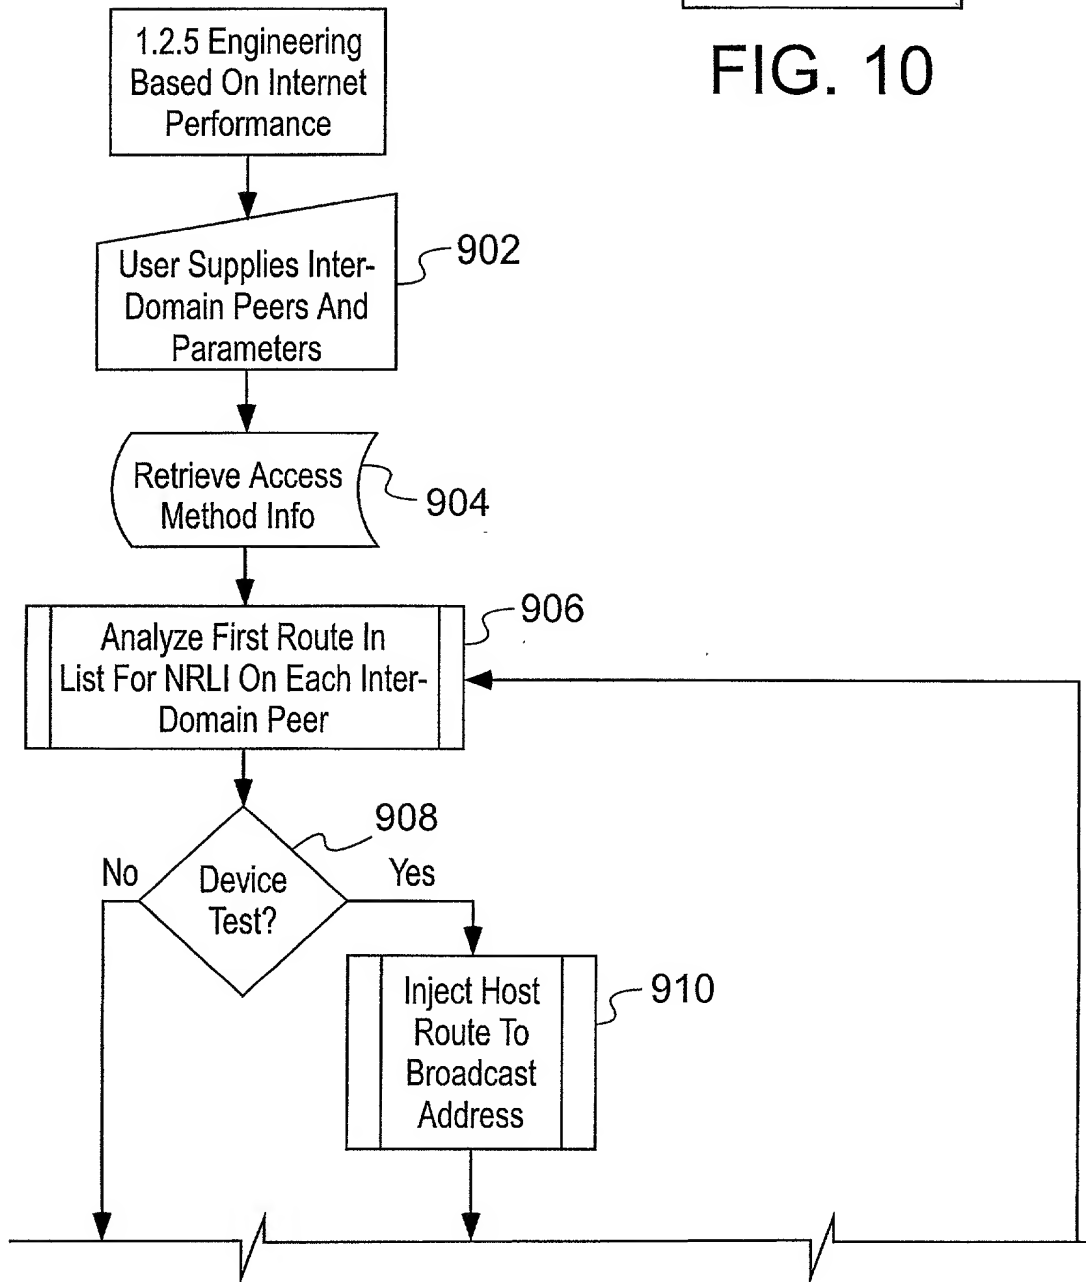 FIG. 10
1.2.5 Engineering
Based On Internet
Performance
User Supplies Inter-
Domain Peers And
Parameters
902
Retrieve Access
Method Info
904
Analyze First Route In
List For NRLI On Each Inter-
Domain Peer
906
908
No
Device
Test?
Yes
Inject Host
Route To
Broadcast
Address
910